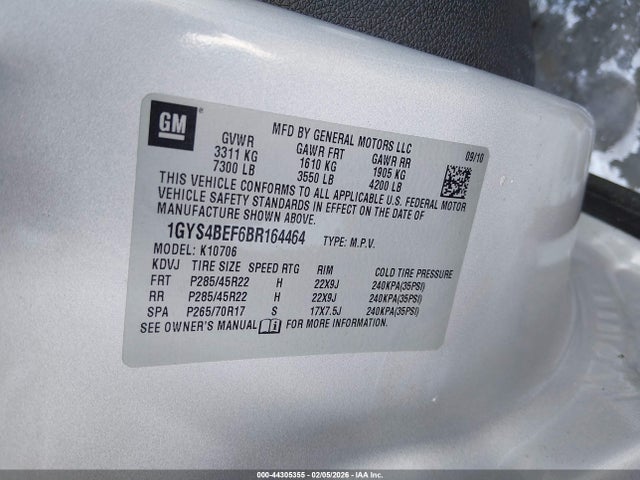 GM ®
MFD BY GENERAL MOTORS LLC 09/10
GVWR GAWR FRT GAWR RR
3311 KG 1610 KG 1905 KG
7300 LB 3550 LB 4200 LB
THIS VEHICLE CONFORMS TO ALL APPLICABLE U.S. FEDERAL MOTOR
VEHICLE SAFETY STANDARDS IN EFFECT ON THE DATE OF
MANUFACTURE SHOWN ABOVE.
1GYS4BEF6BR164464 TYPE: M.P.V.
MODEL: K10706
KDVJ TIRE SIZE SPEED RTG RIM COLD TIRE PRESSURE
FRT P285/45R22 H 22X9J 240KPA(35PSI)
RR P285/45R22 H 22X9J 240KPA(35PSI)
SPA P265/70R17 S 17X7.5J 240KPA(35PSI)
SEE OWNER'S MANUAL FOR MORE INFORMATION.
000-44305355 - 02/05/2026 - IAA Inc.